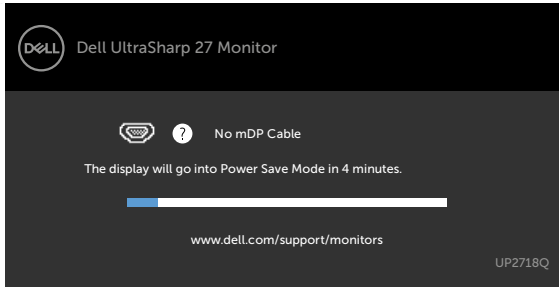 DELL
Dell UltraSharp 27 Monitor
? No mDP Cable
The display will go into Power Save Mode in 4 minutes.
www.dell.com/support/monitors
UP2718Q